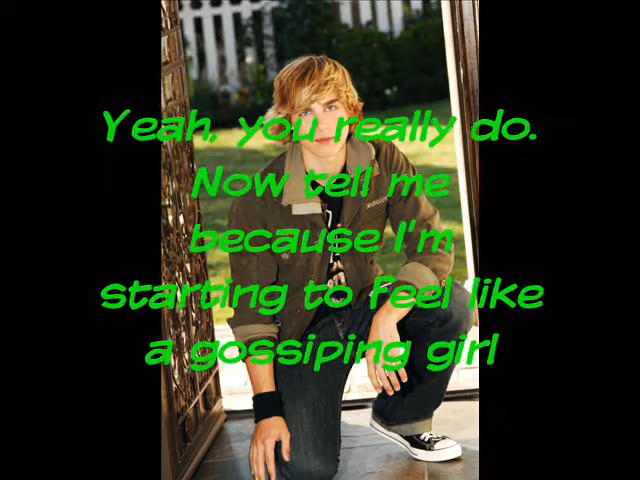 Yeah, you really do.
Now tell me
because I'm
starting to feel like
a gossiping girl